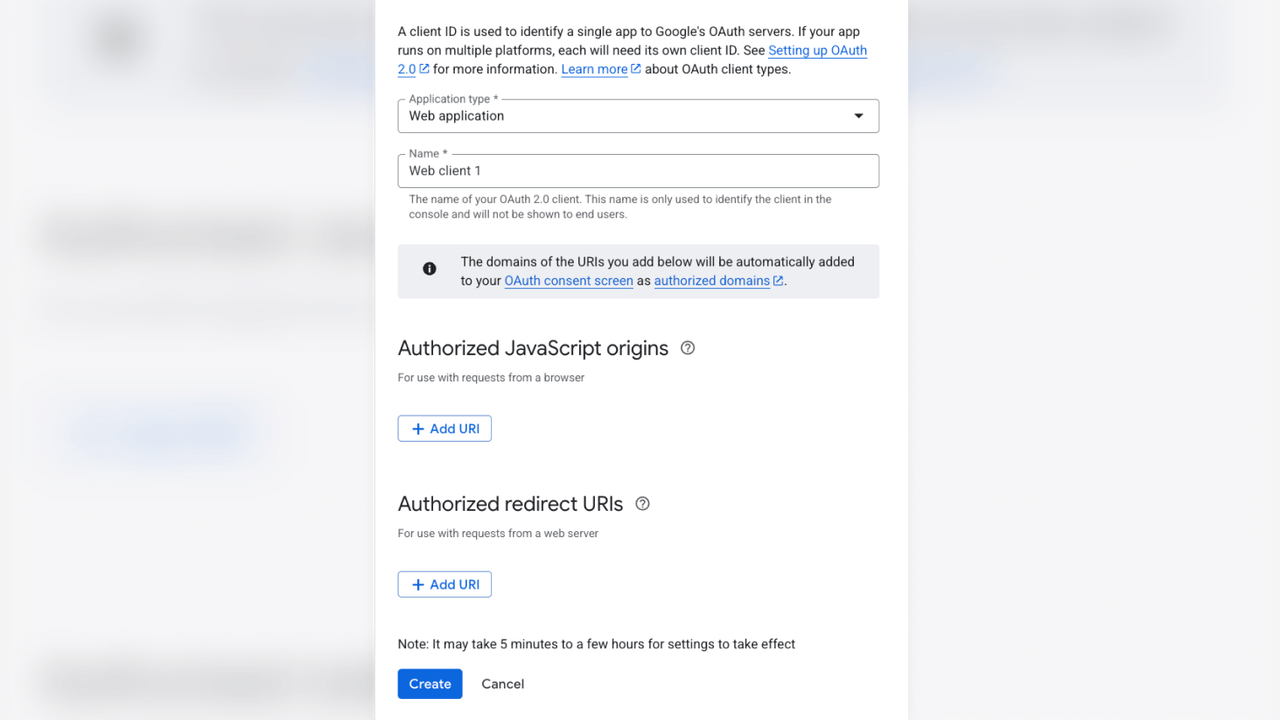 A client ID is used to identify a single app to Google's OAuth servers. If your app
runs on multiple platforms, each will need its own client ID. See Setting up OAuth
2.0 for more information. Learn more about OAuth client types.
Application type *
Web application
Name *
Web client 1
The name of your OAuth 2.0 client. This name is only used to identify the client in the
console and will not be shown to end users.
The domains of the URIs you add below will be automatically added
to your OAuth consent screen as authorized domains.
Authorized JavaScript origins
For use with requests from a browser
+ Add URI
Authorized redirect URIs
For use with requests from a web server
+ Add URI
Note: It may take 5 minutes to a few hours for settings to take effect
Create Cancel